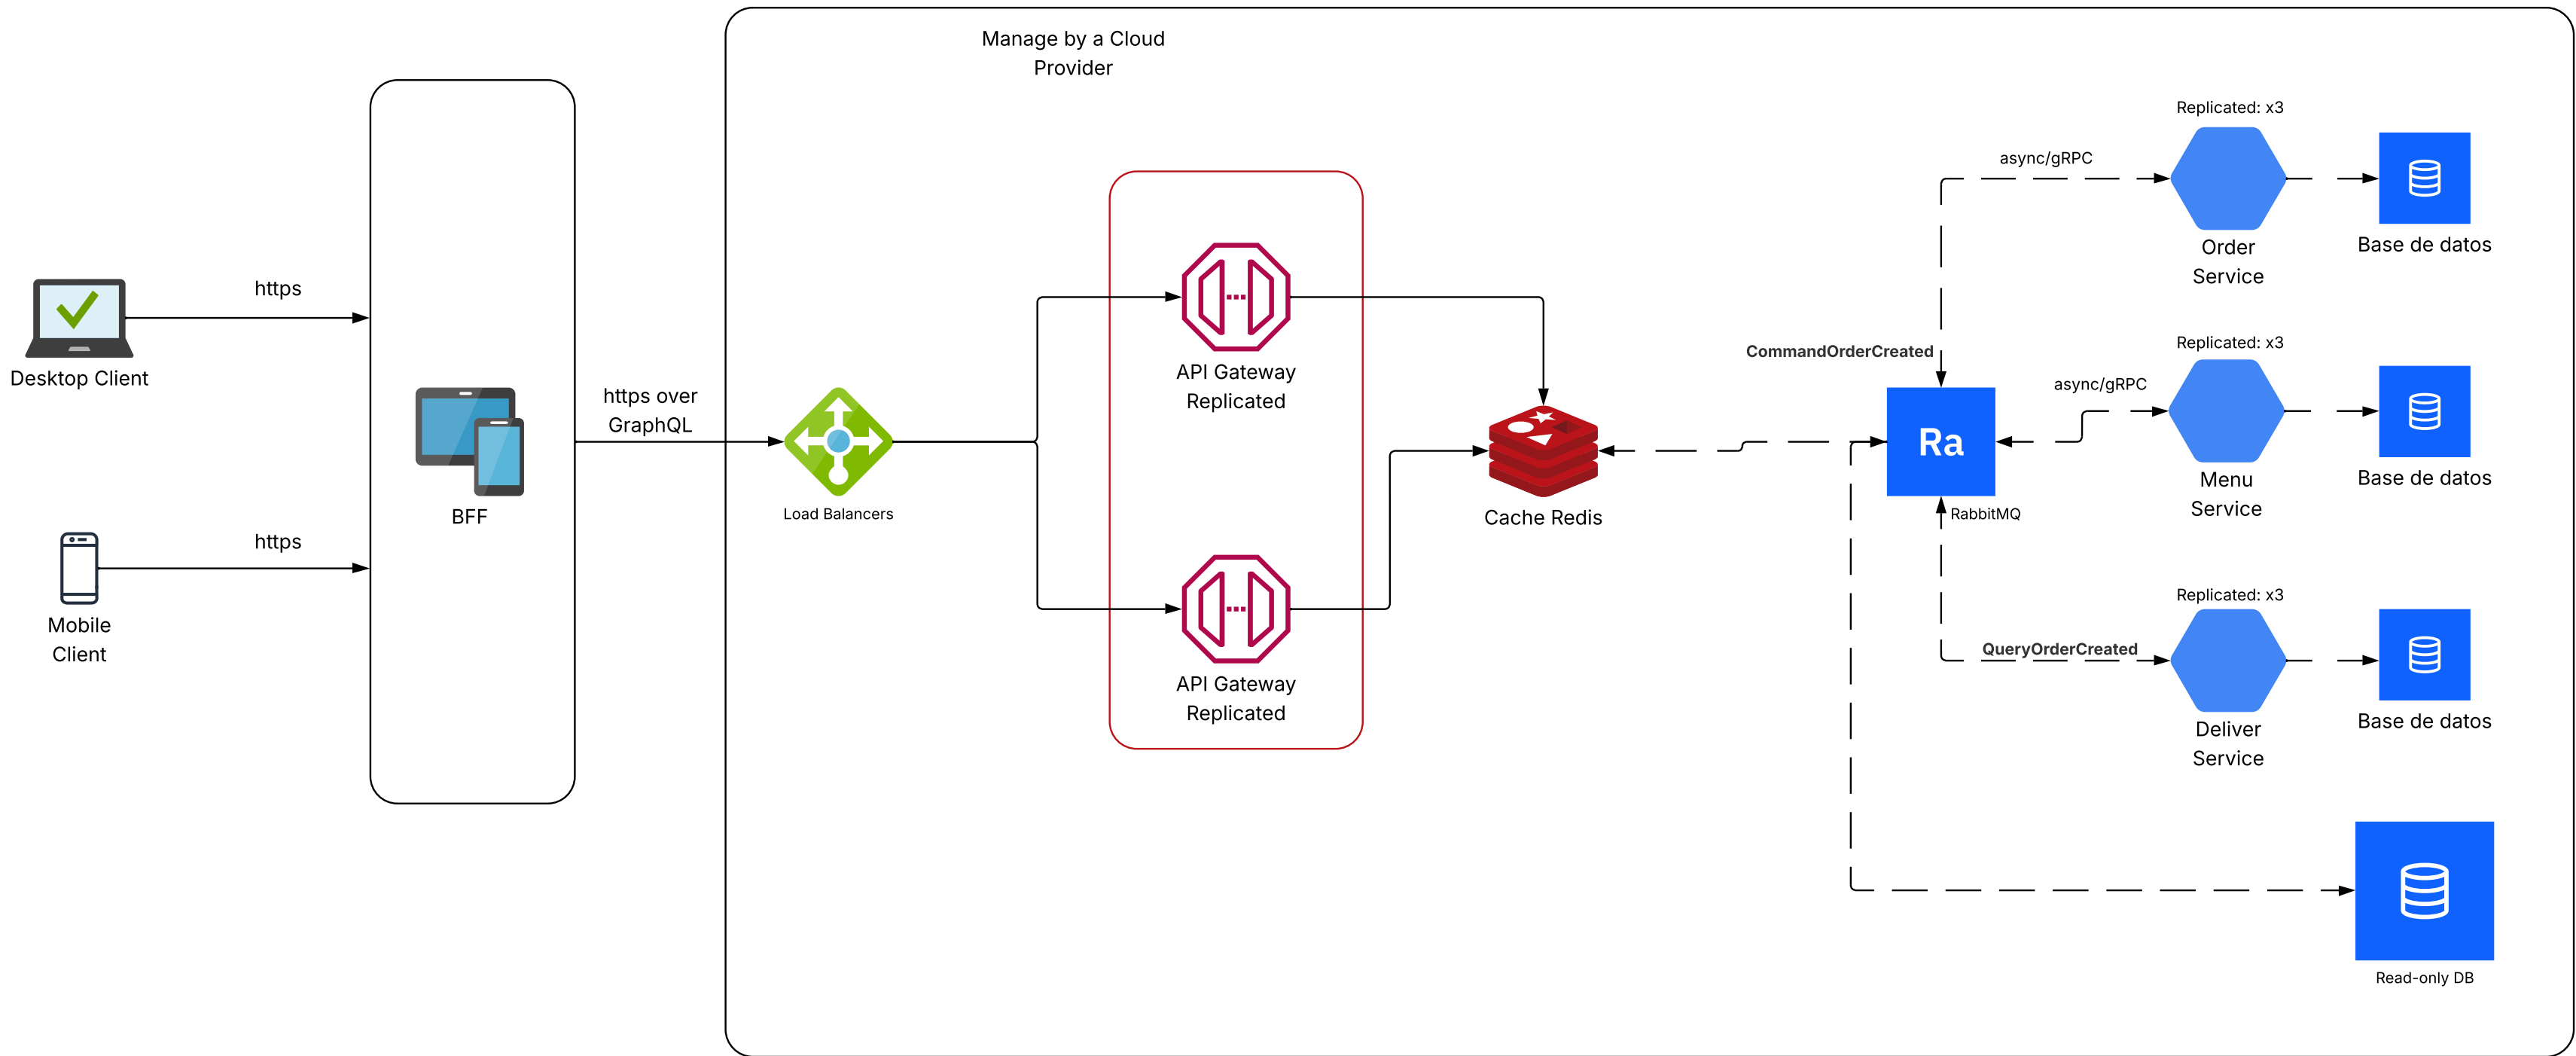 Manage by a Cloud
Provider
Desktop Client
https
Mobile
Client
https
BFF
https over
GraphQL
Load Balancers
API Gateway
Replicated
API Gateway
Replicated
Cache Redis
CommandOrderCreated
Ra
RabbitMQ
async/gRPC
Replicated: x3
Order
Service
Base de datos
async/gRPC
Replicated: x3
Menu
Service
Base de datos
QueryOrderCreated
Replicated: x3
Deliver
Service
Base de datos
Read-only DB